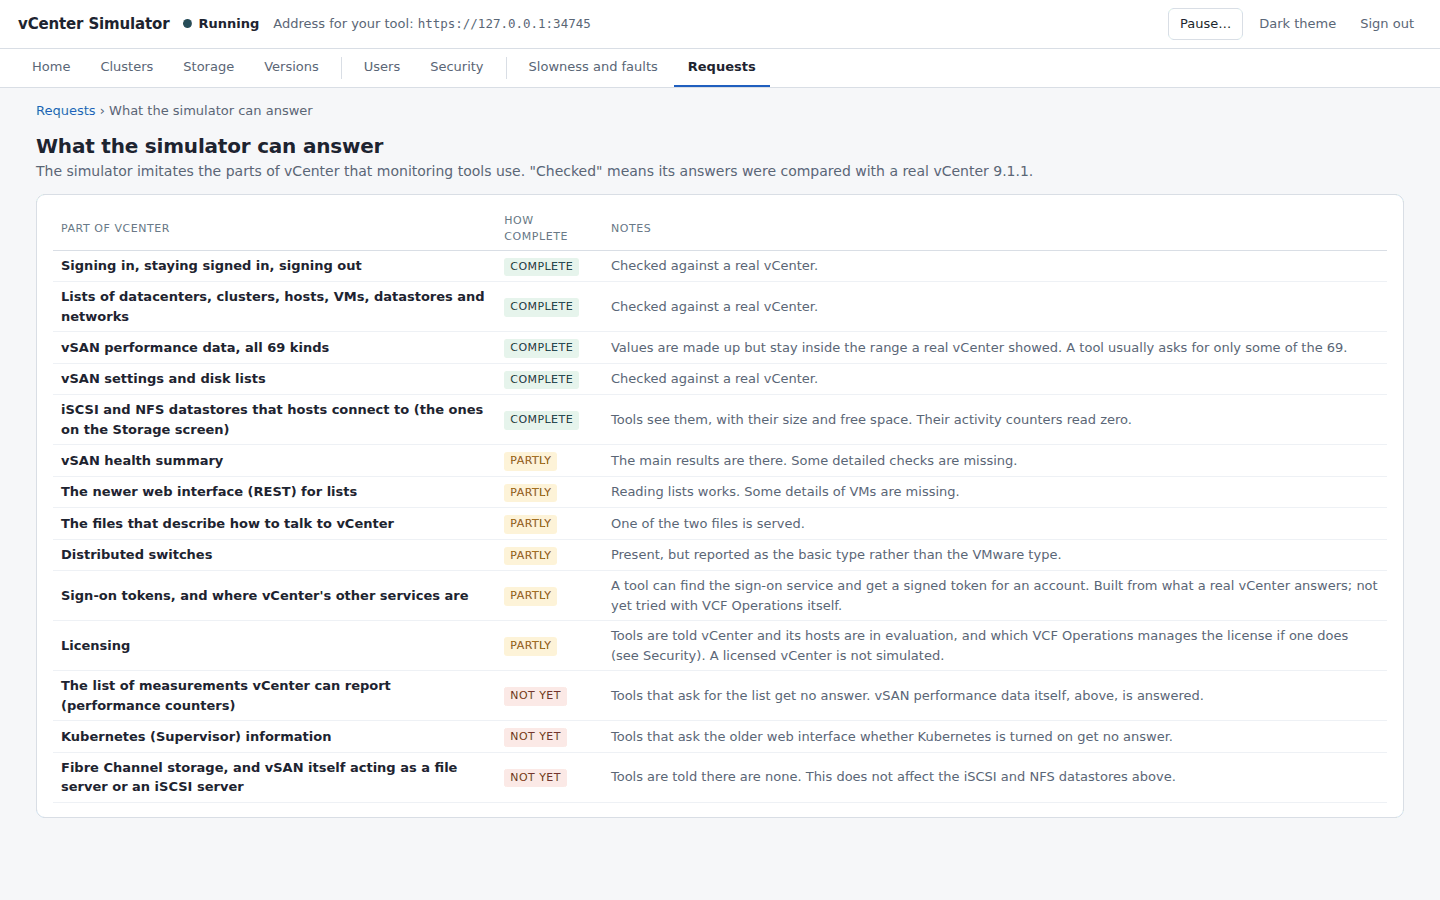 vCenter Simulator Running Address for your tool: https://127.0.0.1:34745 Pause... Dark theme Sign out
Home Clusters Storage Versions Users Security Slowness and faults Requests
Requests › What the simulator can answer
What the simulator can answer
The simulator imitates the parts of vCenter that monitoring tools use. "Checked" means its answers were compared with a real vCenter 9.1.1.
PART OF VCENTER HOW COMPLETE NOTES
Signing in, staying signed in, signing out COMPLETE Checked against a real vCenter.
Lists of datacenters, clusters, hosts, VMs, datastores and
networks COMPLETE Checked against a real vCenter.
vSAN performance data, all 69 kinds COMPLETE Values are made up but stay inside the range a real vCenter showed. A tool usually asks for only some of the 69.
vSAN settings and disk lists COMPLETE Checked against a real vCenter.
iSCSI and NFS datastores that hosts connect to (the ones
on the Storage screen) COMPLETE Tools see them, with their size and free space. Their activity counters read zero.
vSAN health summary PARTLY The main results are there. Some detailed checks are missing.
The newer web interface (REST) for lists PARTLY Reading lists works. Some details of VMs are missing.
The files that describe how to talk to vCenter PARTLY One of the two files is served.
Distributed switches PARTLY Present, but reported as the basic type rather than the VMware type.
Sign-on tokens, and where vCenter's other services are PARTLY A tool can find the sign-on service and get a signed token for an account. Built from what a real vCenter answers; not
yet tried with VCF Operations itself.
Licensing PARTLY Tools are told vCenter and its hosts are in evaluation, and which VCF Operations manages the license if one does
(see Security). A licensed vCenter is not simulated.
The list of measurements vCenter can report
(performance counters) NOT YET Tools that ask for the list get no answer. vSAN performance data itself, above, is answered.
Kubernetes (Supervisor) information NOT YET Tools that ask the older web interface whether Kubernetes is turned on get no answer.
Fibre Channel storage, and vSAN itself acting as a file
server or an iSCSI server NOT YET Tools are told there are none. This does not affect the iSCSI and NFS datastores above.